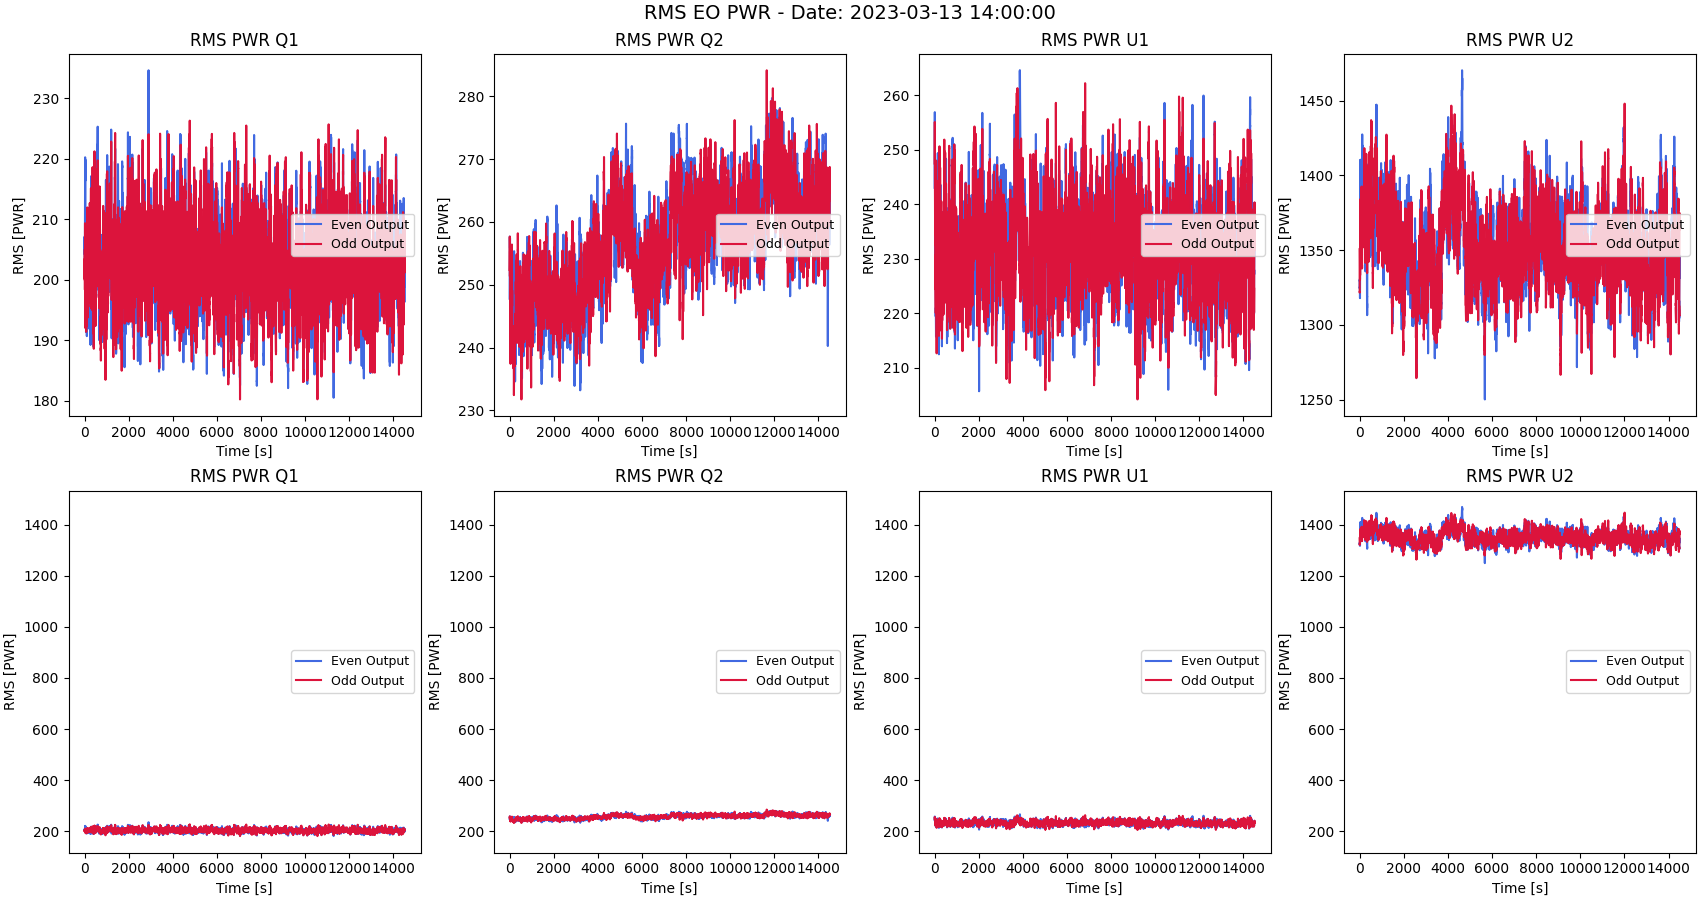 RMS EO PWR - Date: 2023-03-13 14:00:00
RMS PWR Q1
RMS [PWR]
230
220
210
200
190
180
Even Output
Odd Output
0 2000 4000 6000 8000 10000 12000 14000
Time [s]
RMS PWR Q2
RMS [PWR]
280
270
260
250
240
230
Even Output
Odd Output
0 2000 4000 6000 8000 10000 12000 14000
Time [s]
RMS PWR U1
RMS [PWR]
260
250
240
230
220
210
Even Output
Odd Output
0 2000 4000 6000 8000 10000 12000 14000
Time [s]
RMS PWR U2
RMS [PWR]
1450
1400
1350
1300
1250
Even Output
Odd Output
0 2000 4000 6000 8000 10000 12000 14000
Time [s]
RMS PWR Q1
RMS [PWR]
1400
1200
1000
800
600
400
200
Even Output
Odd Output
0 2000 4000 6000 8000 10000 12000 14000
Time [s]
RMS PWR Q2
RMS [PWR]
1400
1200
1000
800
600
400
200
Even Output
Odd Output
0 2000 4000 6000 8000 10000 12000 14000
Time [s]
RMS PWR U1
RMS [PWR]
1400
1200
1000
800
600
400
200
Even Output
Odd Output
0 2000 4000 6000 8000 10000 12000 14000
Time [s]
RMS PWR U2
RMS [PWR]
1400
1200
1000
800
600
400
200
Even Output
Odd Output
0 2000 4000 6000 8000 10000 12000 14000
Time [s]